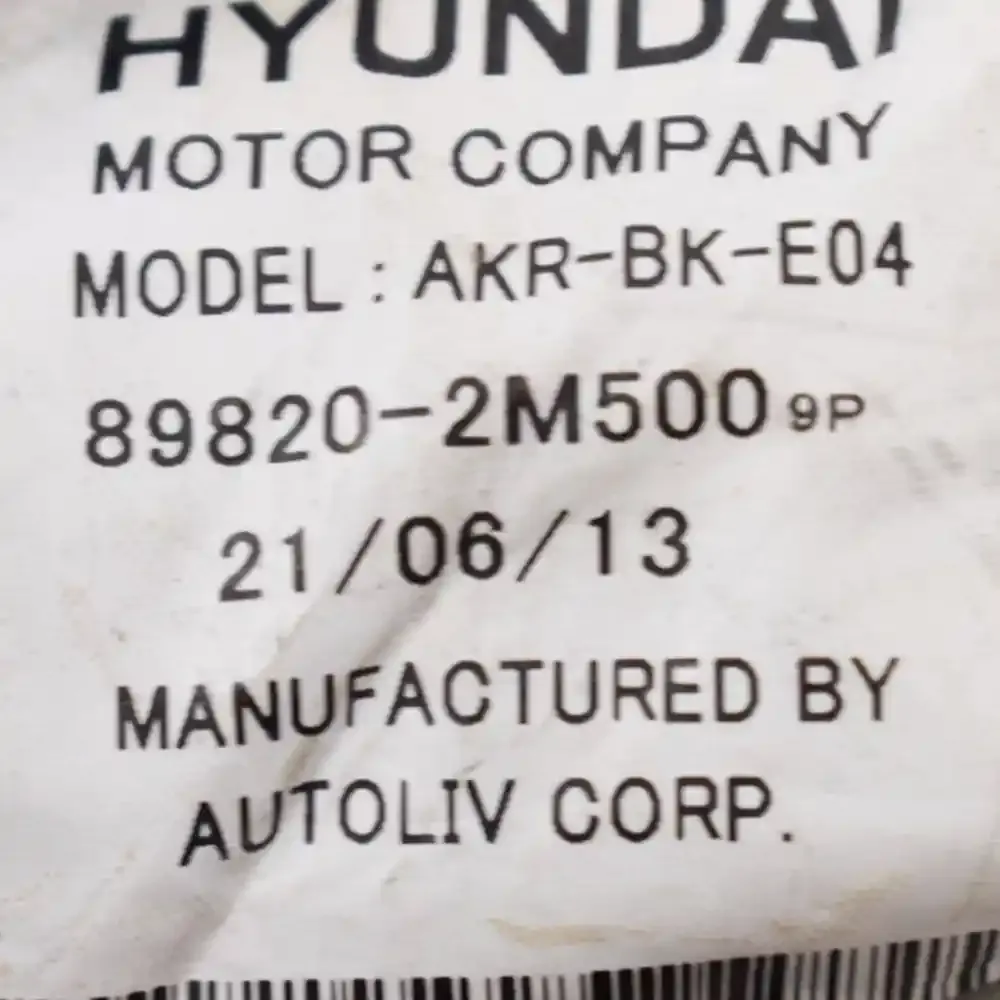 HYUNDAI
MOTOR COMPANY
MODEL : AKR-BK-E04
89820-2M500 9P
21/06/13
MANUFACTURED BY
AUTOLIV CORP.